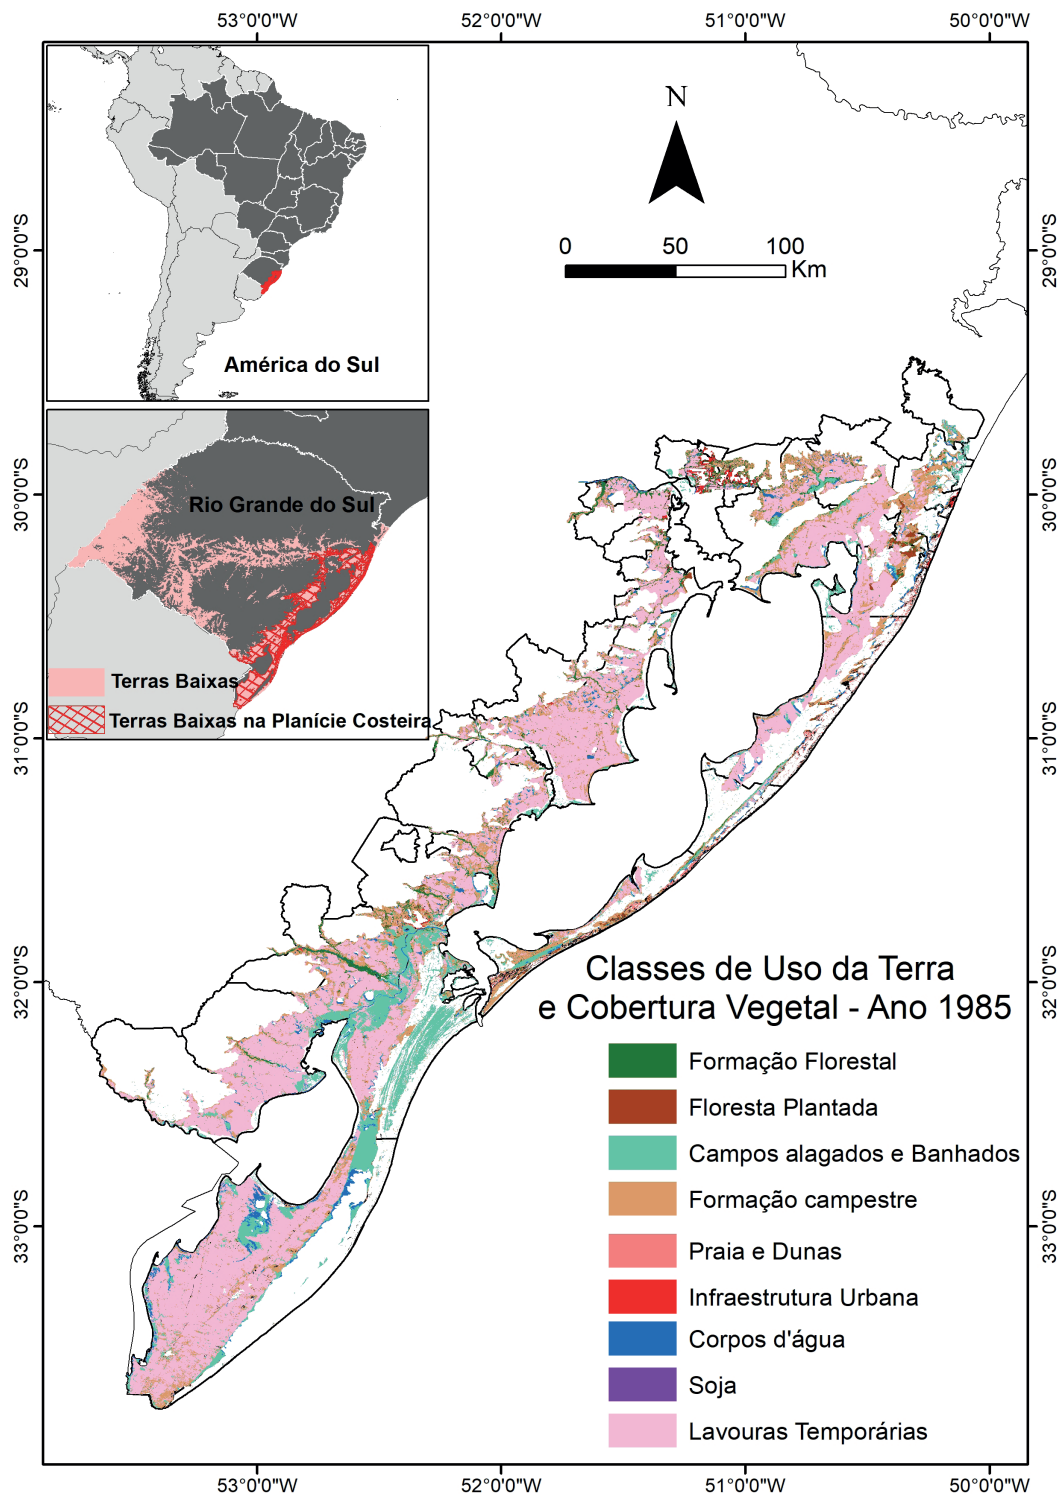 53°0'0"W 52°0'0"W 51°0'0"W 50°0'0"W
N
0 50 100
Km
29°0'0"S
29°0'0"S
América do Sul
30°0'0"S
30°0'0"S
Rio Grande do Sul
Terras Baixas
Terras Baixas na Planície Costeira
31°0'0"S
31°0'0"S
32°0'0"S
32°0'0"S
Classes de Uso da Terra
e Cobertura Vegetal - Ano 1985
Formação Florestal
Floresta Plantada
Campos alagados e Banhados
Formação campestre
33°0'0"S
33°0'0"S
Praia e Dunas
Infraestrutura Urbana
Corpos d'água
Soja
Lavouras Temporárias
53°0'0"W 52°0'0"W 51°0'0"W 50°0'0"W